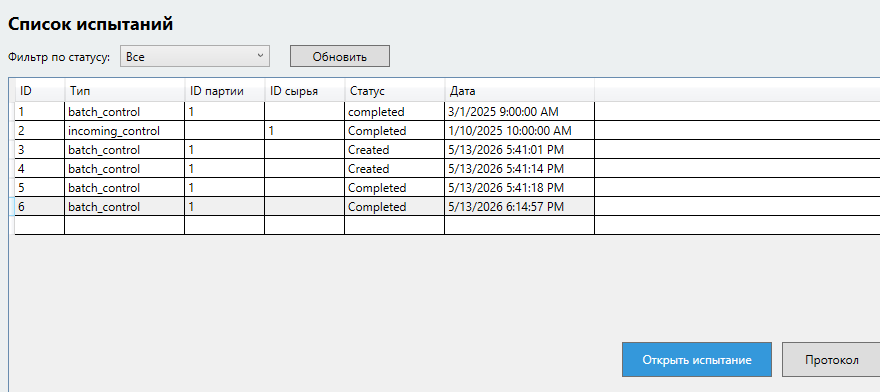 Список испытаний
Фильтр по статусу: Все Обновить
ID Тип ID партии ID сырья Статус Дата
1 batch_control 1 completed 3/1/2025 9:00:00 AM
2 incoming_control 1 Completed 1/10/2025 10:00:00 AM
3 batch_control 1 Created 5/13/2026 5:41:01 PM
4 batch_control 1 Created 5/13/2026 5:41:14 PM
5 batch_control 1 Completed 5/13/2026 5:41:18 PM
6 batch_control 1 Completed 5/13/2026 6:14:57 PM
Открыть испытание Протокол